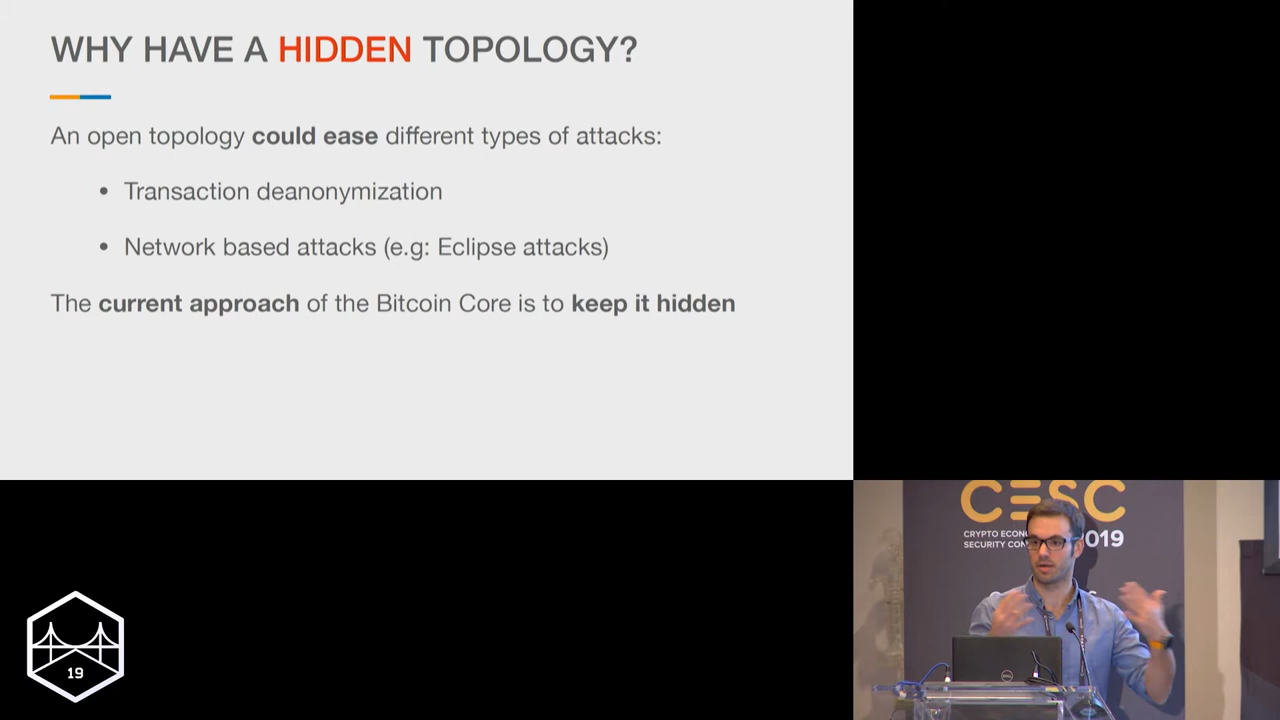 WHY HAVE A HIDDEN TOPOLOGY?
An open topology could ease different types of attacks:
• Transaction deanonymization
• Network based attacks (e.g: Eclipse attacks)
The current approach of the Bitcoin Core is to keep it hidden
CESC
CRYPTO ECON
SECURITY CON 2019
19
DELL